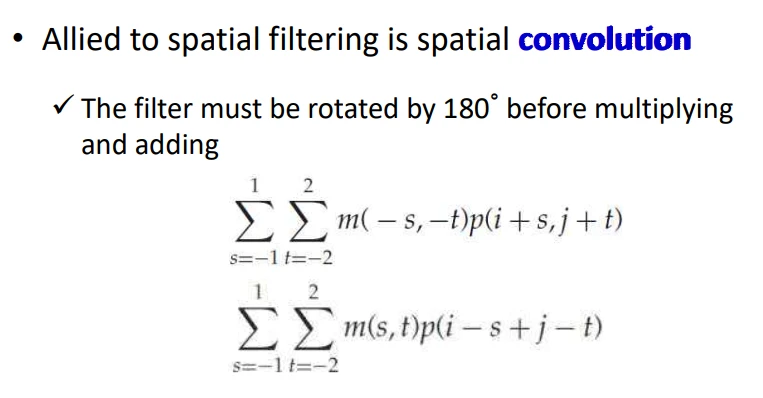 • Allied to spatial filtering is spatial convolution
✓ The filter must be rotated by 180° before multiplying
and adding
1 2
∑ ∑ m( − s, −t)p(i + s, j + t)
s=−1 t=−2
1 2
∑ ∑ m(s, t)p(i − s + j − t)
s=−1 t=−2